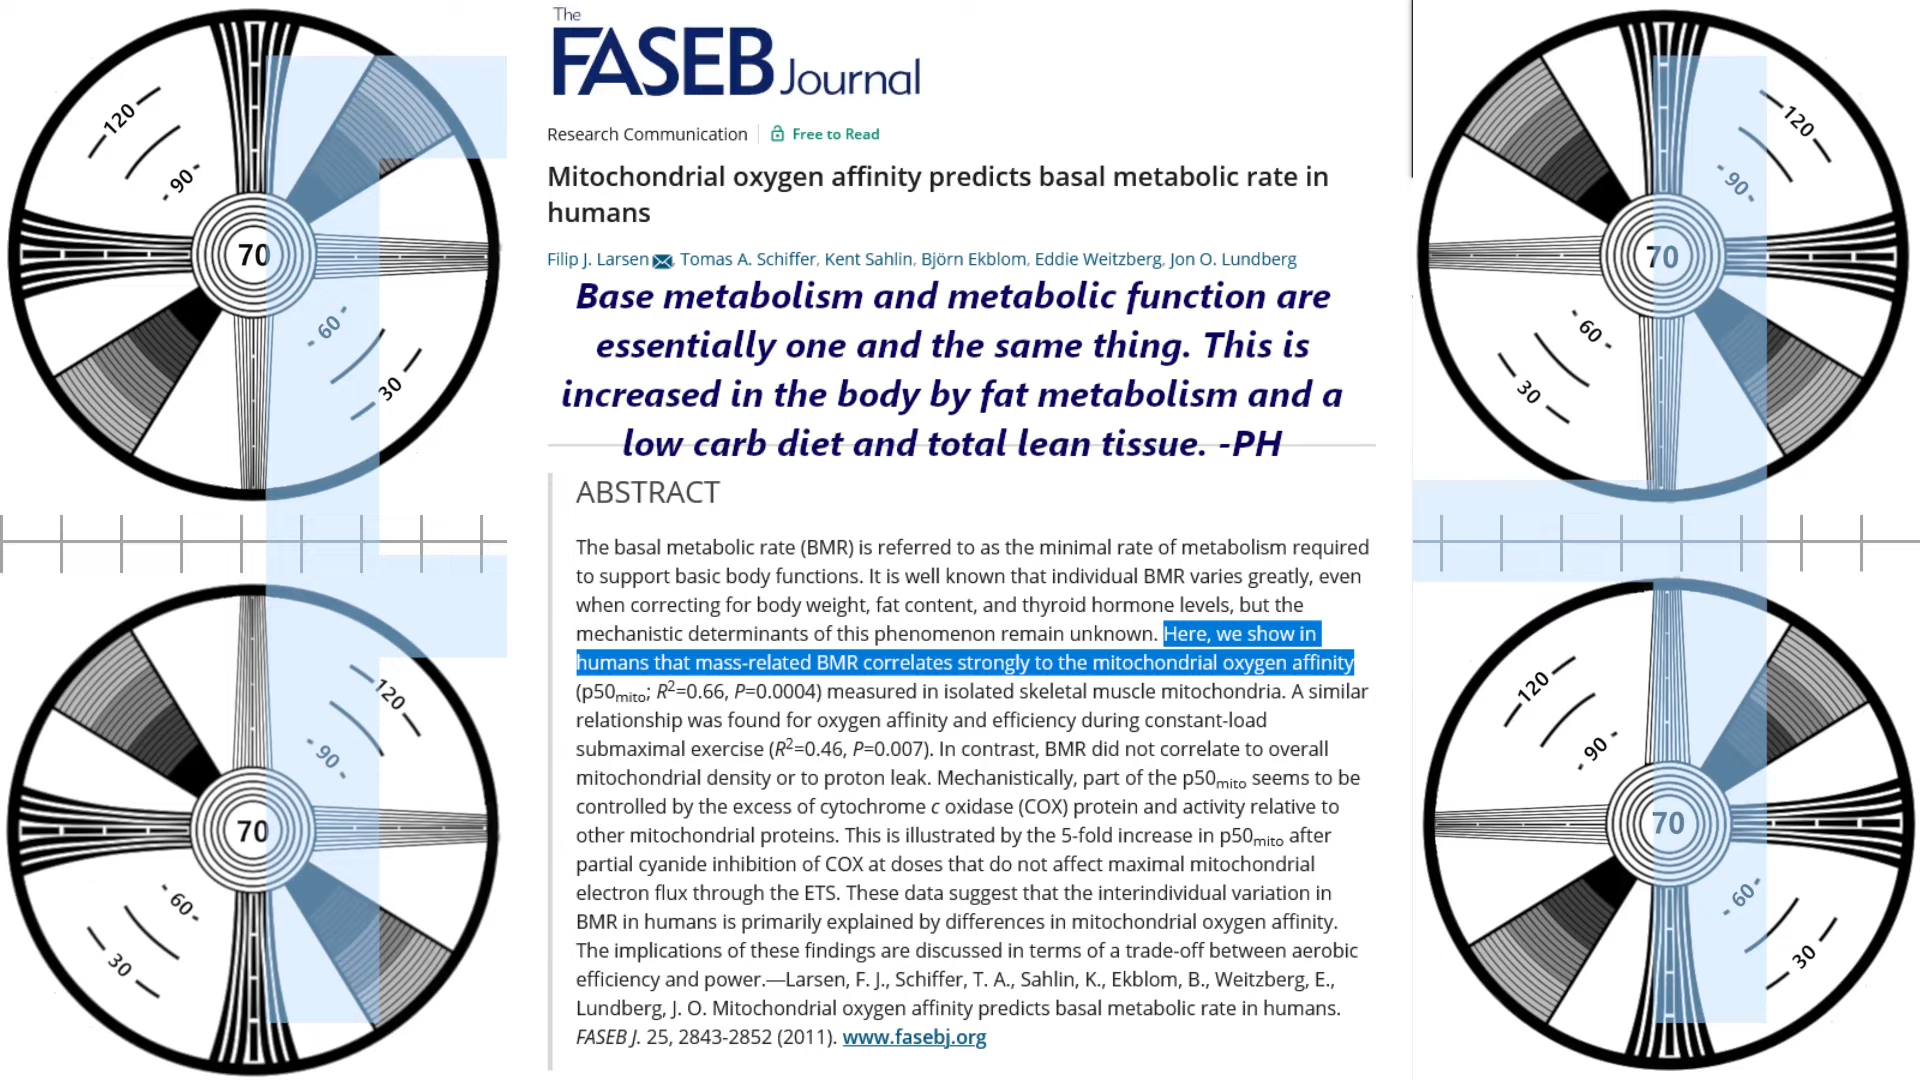 The
FASEB Journal
Research Communication Free to Read
Mitochondrial oxygen affinity predicts basal metabolic rate in
humans
Filip J. Larsen, Tomas A. Schiffer, Kent Sahlin, Björn Ekblom, Eddie Weitzberg, Jon O. Lundberg
Base metabolism and metabolic function are
essentially one and the same thing. This is
increased in the body by fat metabolism and a
low carb diet and total lean tissue. -PH
ABSTRACT
The basal metabolic rate (BMR) is referred to as the minimal rate of metabolism required
to support basic body functions. It is well known that individual BMR varies greatly, even
when correcting for body weight, fat content, and thyroid hormone levels, but the
mechanistic determinants of this phenomenon remain unknown. Here, we show in
humans that mass-related BMR correlates strongly to the mitochondrial oxygen affinity
(p50mito; R2=0.66, P=0.0004) measured in isolated skeletal muscle mitochondria. A similar
relationship was found for oxygen affinity and efficiency during constant-load
submaximal exercise (R2=0.46, P=0.007). In contrast, BMR did not correlate to overall
mitochondrial density or to proton leak. Mechanistically, part of the p50mito seems to be
controlled by the excess of cytochrome c oxidase (COX) protein and activity relative to
other mitochondrial proteins. This is illustrated by the 5-fold increase in p50mito after
partial cyanide inhibition of COX at doses that do not affect maximal mitochondrial
electron flux through the ETS. These data suggest that the interindividual variation in
BMR in humans is primarily explained by differences in mitochondrial oxygen affinity.
The implications of these findings are discussed in terms of a trade-off between aerobic
efficiency and power.—Larsen, F. J., Schiffer, T. A., Sahlin, K., Ekblom, B., Weitzberg, E.,
Lundberg, J. O. Mitochondrial oxygen affinity predicts basal metabolic rate in humans.
FASEB J. 25, 2843-2852 (2011). www.fasebj.org
120
90
70
60
30
120
90
70
60
30
120
90
70
60
30
120
90
70
60
30